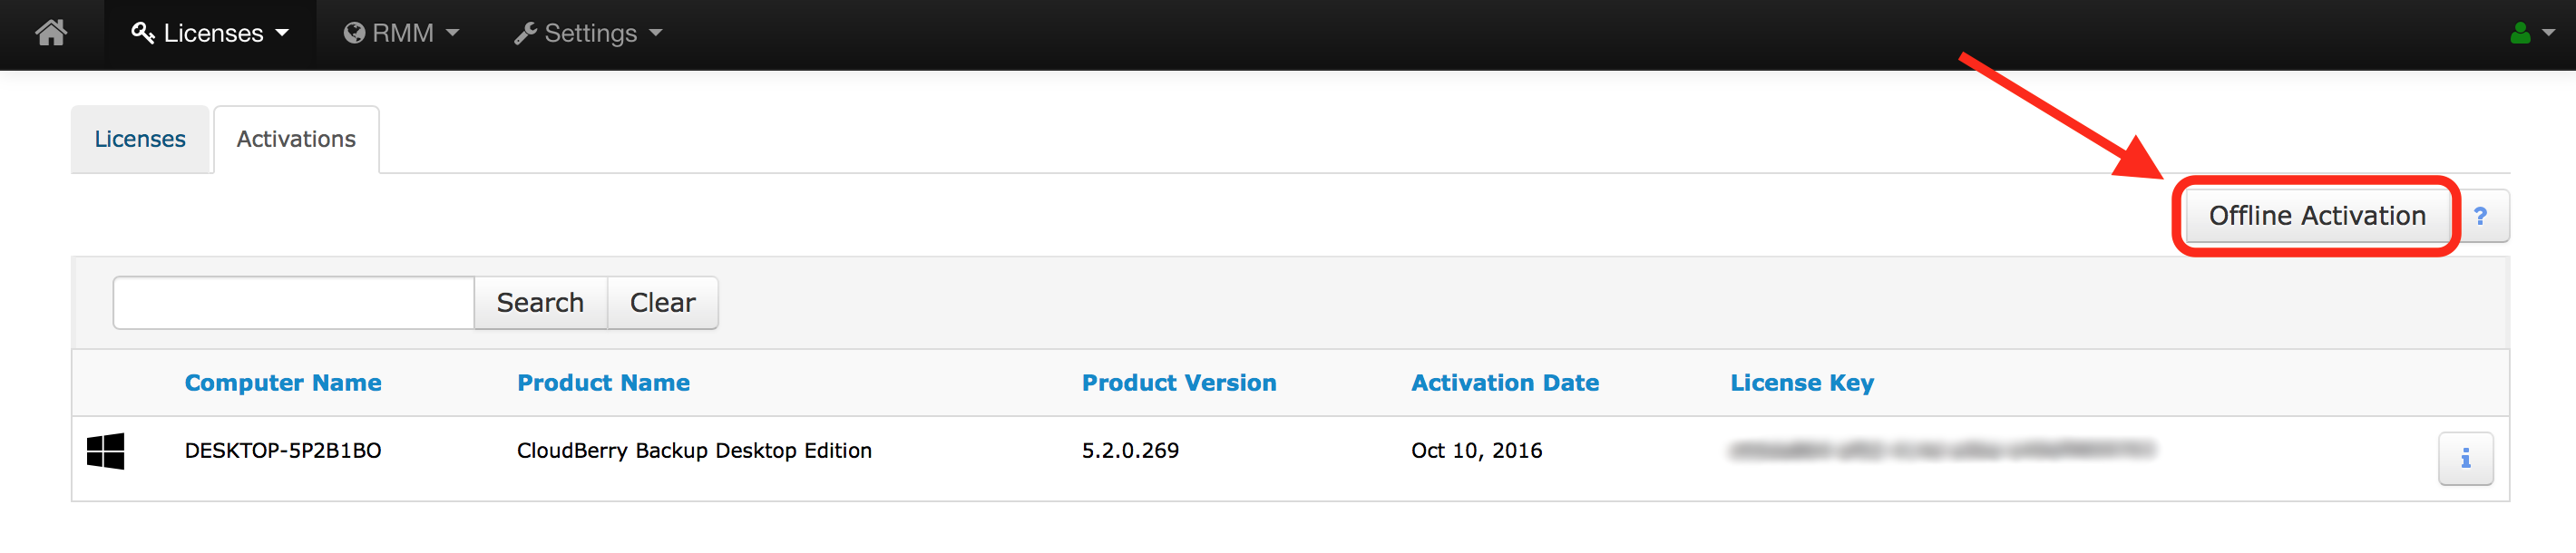 Licenses RMM Settings
Licenses Activations
Offline Activation ?
Search Clear
Computer Name Product Name Product Version Activation Date License Key
DESKTOP-5P2B1BO CloudBerry Backup Desktop Edition 5.2.0.269 Oct 10, 2016
i